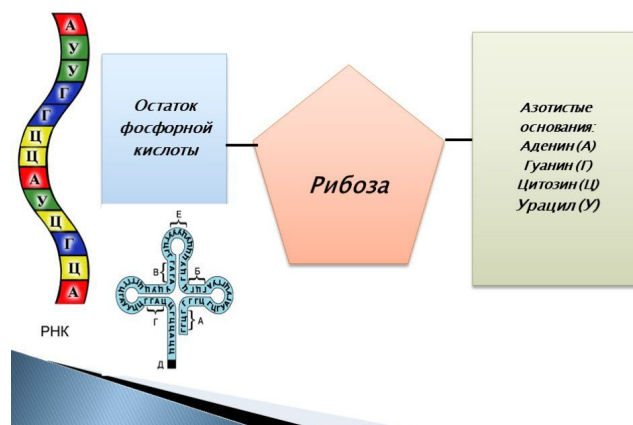 А
У
У
Г
Г
Ц
Ц
А
У
Ц
Г
Ц
А
РНК
Остаток
фосфорной
кислоты
Рибоза
Азотистые
основания:
Аденин (А)
Гуанин (Г)
Цитозин (Ц)
Урацил (У)
Е
В
Б
Г
А
Д